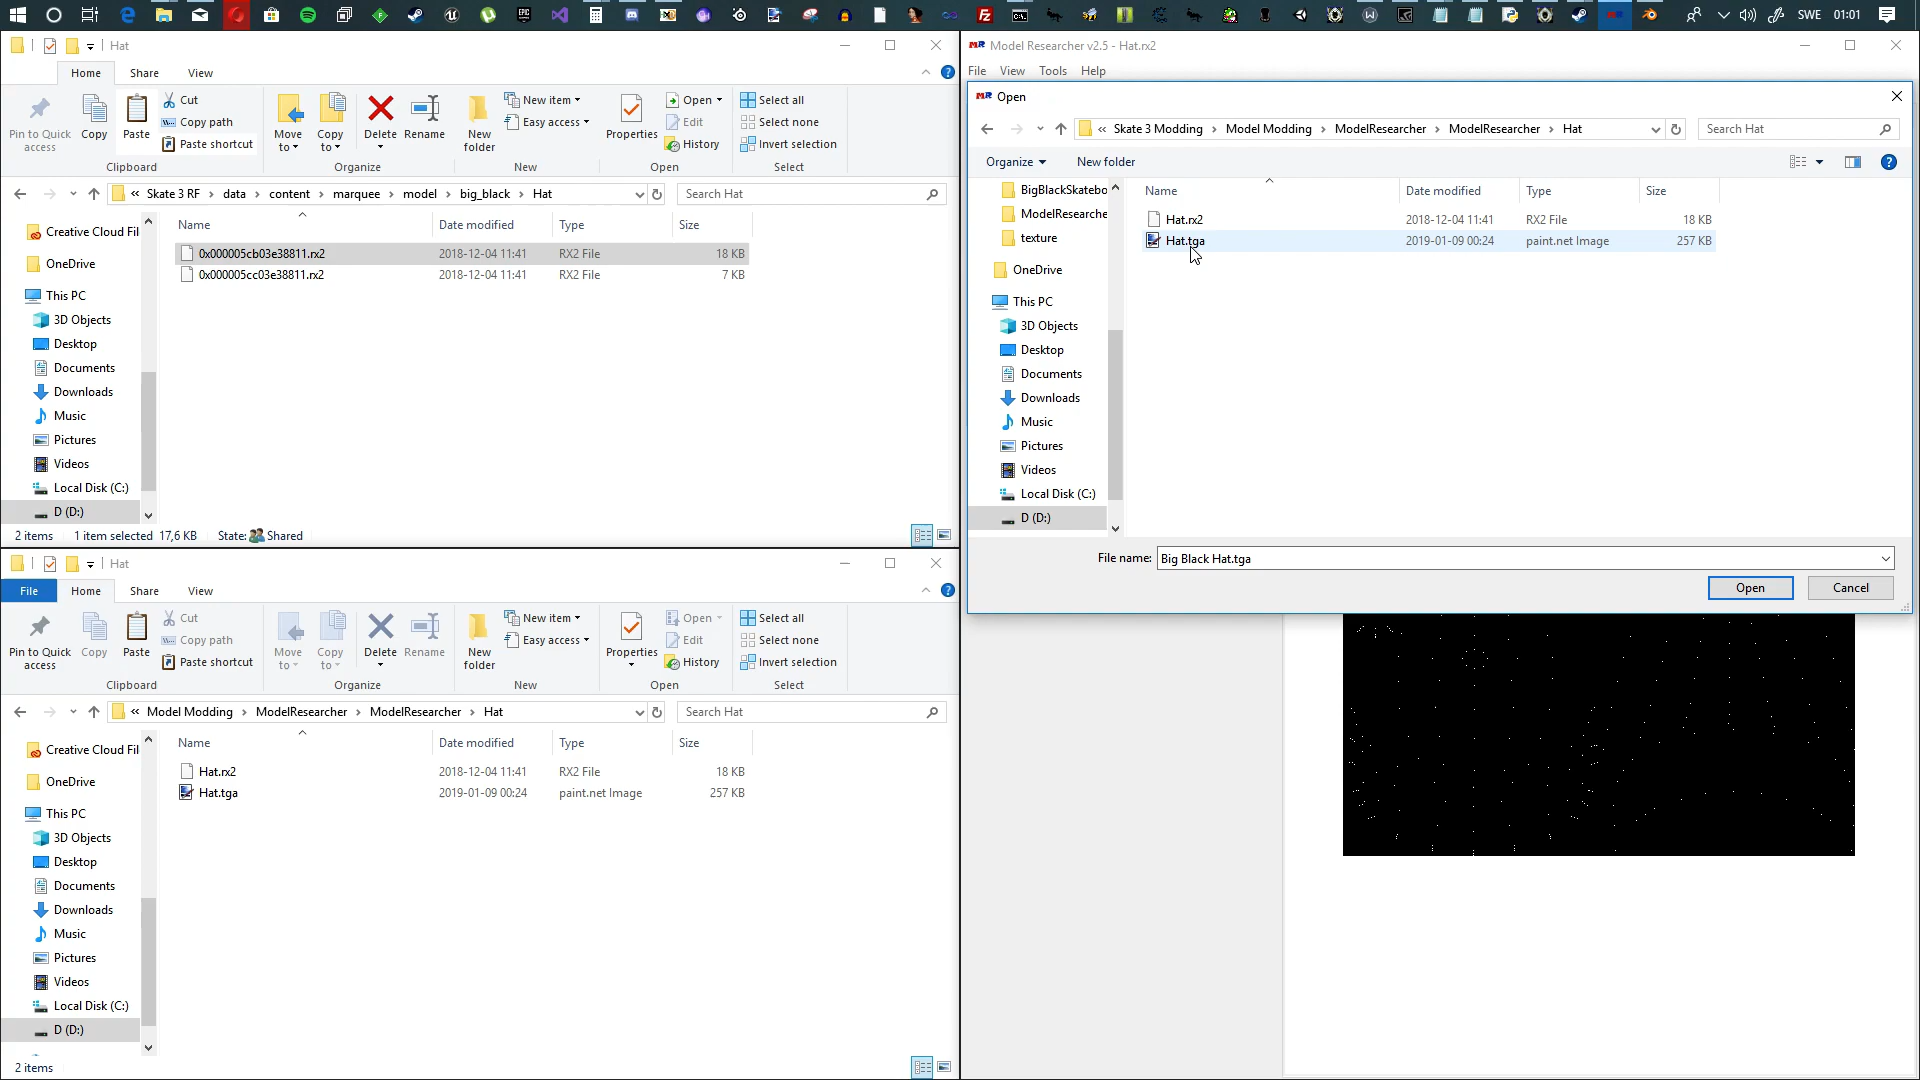 SWE 01:01
Hat
Home Share View
Pin to Quick access
Copy
Paste
Cut
Copy path
Paste shortcut
Move to
Copy to
Delete
Rename
New folder
New item
Easy access
Properties
Open
Edit
History
Select all
Select none
Invert selection
Clipboard Organize New Open Select
« Skate 3 RF › data › content › marquee › model › big_black › Hat
Search Hat
Name Date modified Type Size
0x000005cb03e38811.rx2 2018-12-04 11:41 RX2 File 18 KB
0x000005cc03e38811.rx2 2018-12-04 11:41 RX2 File 7 KB
Creative Cloud Fil
OneDrive
This PC
3D Objects
Desktop
Documents
Downloads
Music
Pictures
Videos
Local Disk (C:)
D (D:)
2 items 1 item selected 17,6 KB State: Shared
Hat
File Home Share View
Pin to Quick access
Copy
Paste
Cut
Copy path
Paste shortcut
Move to
Copy to
Delete
Rename
New folder
New item
Easy access
Properties
Open
Edit
History
Select all
Select none
Invert selection
Clipboard Organize New Open Select
« Model Modding › ModelResearcher › ModelResearcher › Hat
Search Hat
Name Date modified Type Size
Hat.rx2 2018-12-04 11:41 RX2 File 18 KB
Hat.tga 2019-01-09 00:24 paint.net Image 257 KB
Creative Cloud Fil
OneDrive
This PC
3D Objects
Desktop
Documents
Downloads
Music
Pictures
Videos
Local Disk (C:)
D (D:)
2 items
Model Researcher v2.5 - Hat.rx2
File View Tools Help
Open
« Skate 3 Modding › Model Modding › ModelResearcher › ModelResearcher › Hat
Search Hat
Organize New folder
Name Date modified Type Size
Hat.rx2 2018-12-04 11:41 RX2 File 18 KB
Hat.tga 2019-01-09 00:24 paint.net Image 257 KB
BigBlackSkatebo
ModelResearche
texture
OneDrive
This PC
3D Objects
Desktop
Documents
Downloads
Music
Pictures
Videos
Local Disk (C:)
D (D:)
File name: Big Black Hat.tga
Open Cancel